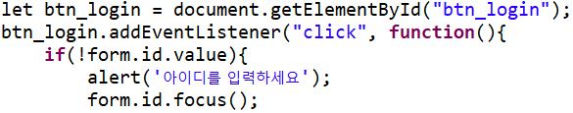 let btn_login = document.getElementById("btn_login");
btn_login.addEventListener("click", function(){
    if(!form.id.value){
        alert('아이디를 입력하세요');
        form.id.focus();